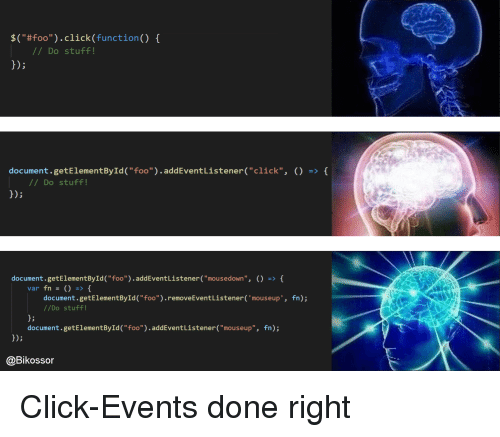 $("#foo").click(function() {
// Do stuff!
});
document.getElementById("foo").addEventListener("click", () => {
// Do stuff!
});
document.getElementById("foo").addEventListener("mousedown", () => {
var fn = () => {
document.getElementById("foo").removeEventListener("mouseup", fn);
//Do stuff!
};
document.getElementById("foo").addEventListener("mouseup", fn);
});
@Bikossor
Click-Events done right